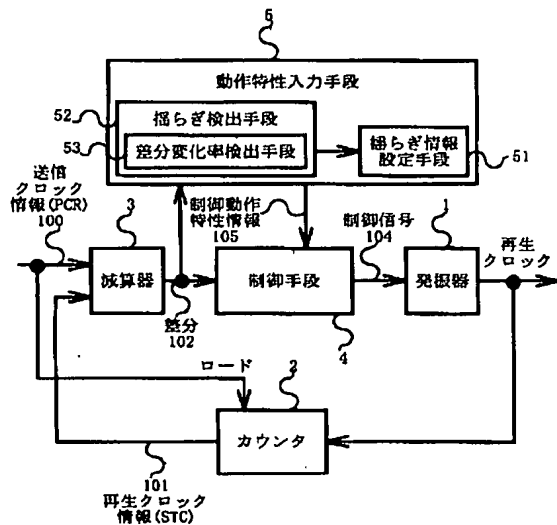 5
動作特性入力手段
52
揺らぎ検出手段
53
差分変化率検出手段
揺らぎ情報
設定手段
51
送信
クロック
情報(PCR)
100
3
減算器
差分
102
制御動作
特性情報
105
制御手段
4
制御信号
104
1
発振器
再生
クロック
ロード
2
カウンタ
101
再生クロック
情報(STC)